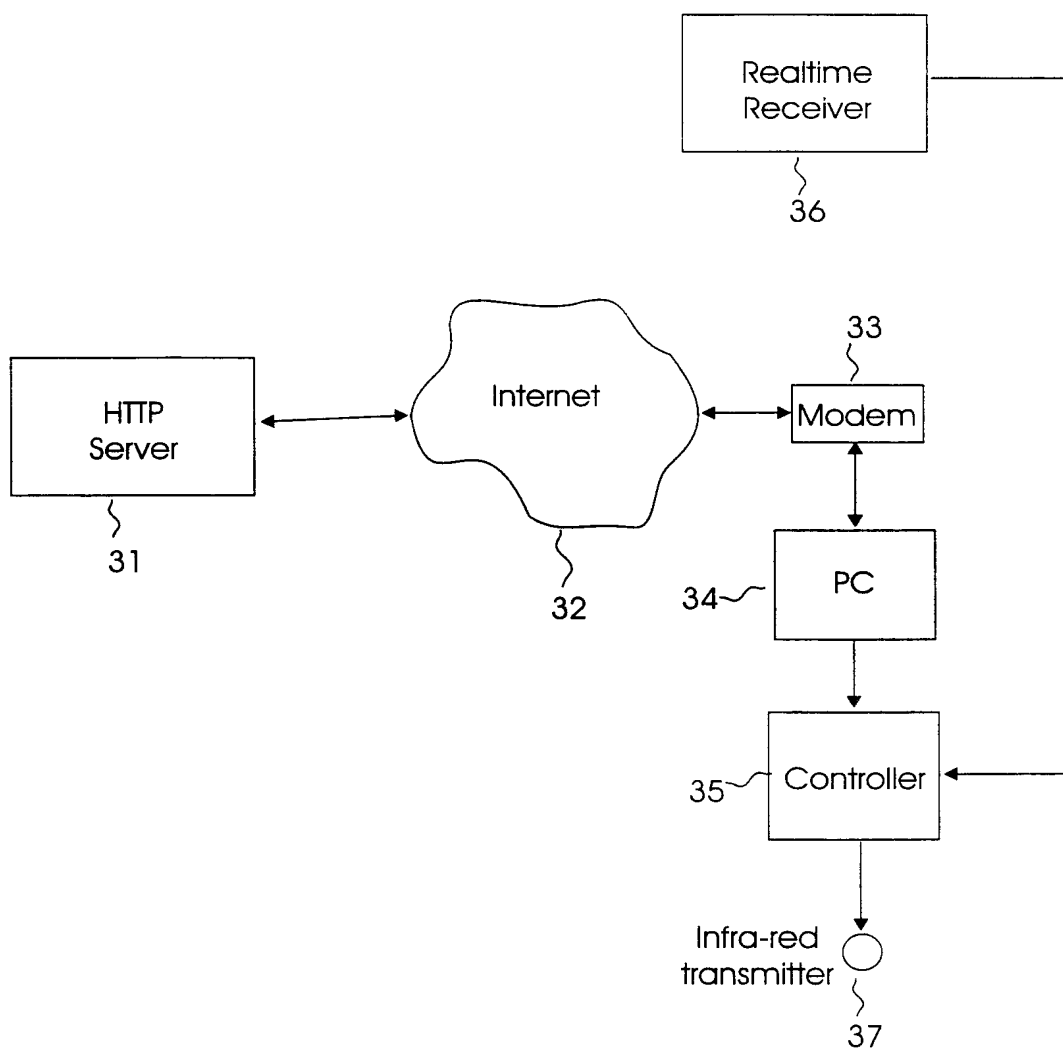 Realtime
Receiver
36
33
Internet
HTTP
Server
Modem
31
32
34
PC
35
Controller
Infra-red
transmitter
37